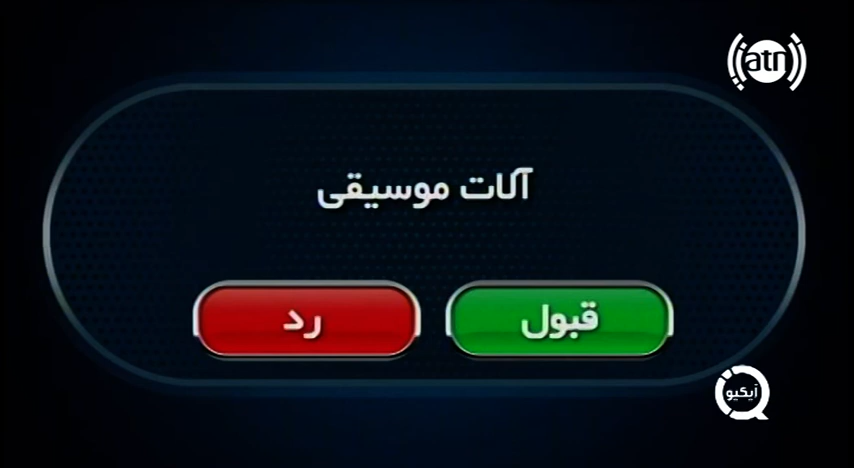 atn
آلات موسیقی
قبول
رد
آیکیو